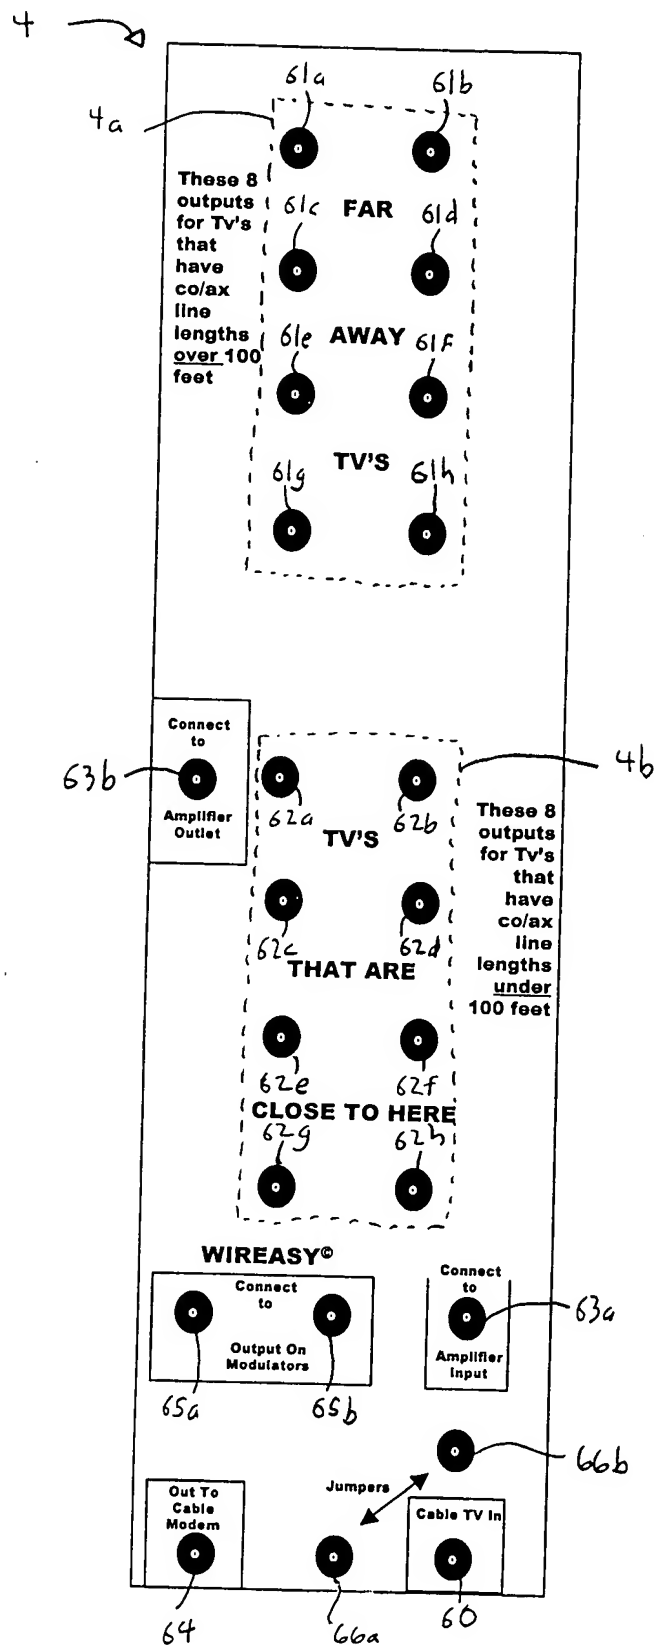 4
61a 61b
4a
These 8
outputs
for Tv's
that
have
co/ax
line
lengths
over 100
feet
61c FAR 61d
61e AWAY 61f
TV'S
61g 61h
Connect
to
63b
Amplifier
Outlet
4b
62a 62b
TV'S
These 8
outputs
for Tv's
that
have
co/ax
line
lengths
under
100 feet
62c 62d
THAT ARE
62e 62f
CLOSE TO HERE
62g 62h
WIREASY©
Connect
to
Output On
Modulators
65a 65b
Connect
to
63a
Amplifier
Input
66b
Jumpers
Out To
Cable
Modem
Cable TV In
64 66a 60